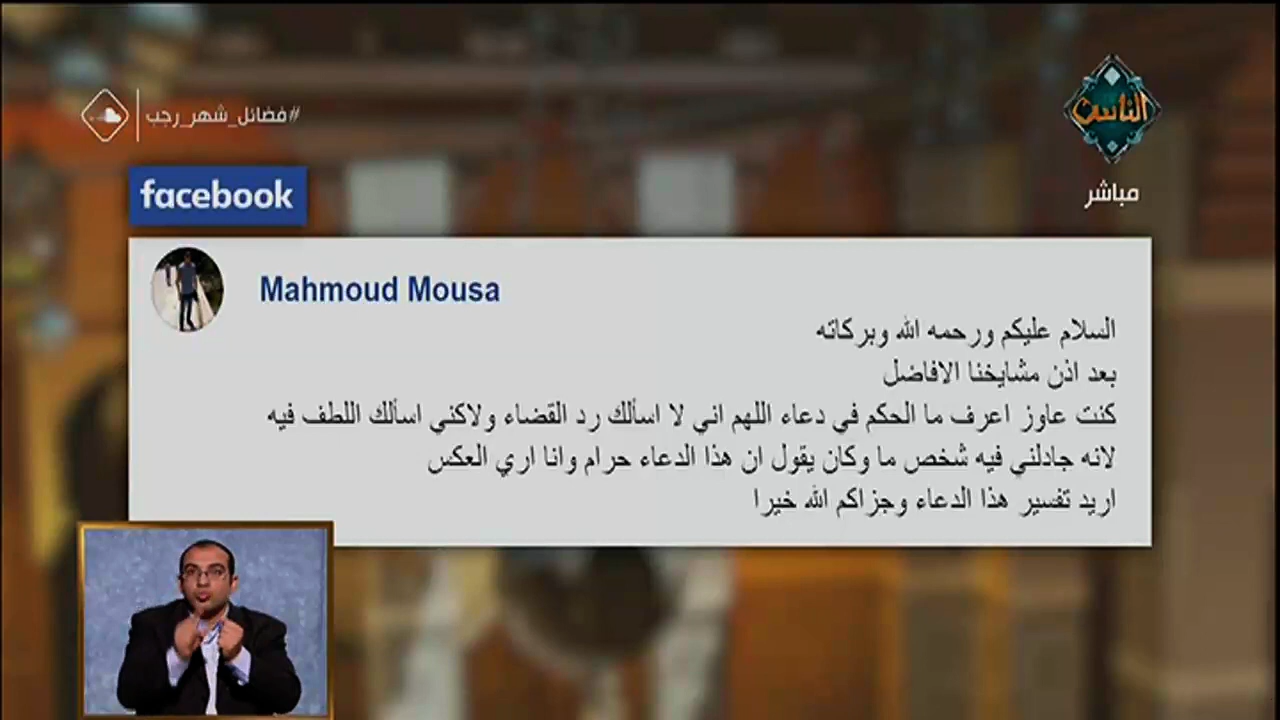 #فضائل_شهر_رجب
الناس
مباشر
facebook
Mahmoud Mousa
السلام عليكم ورحمه الله وبركاته
بعد اذن مشايخنا الافاضل
كنت عاوز اعرف ما الحكم في دعاء اللهم اني لا اسألك رد القضاء ولاكني اسألك اللطف فيه
لانه جادلني فيه شخص ما وكان يقول ان هذا الدعاء حرام وانا اري العكس
اريد تفسير هذا الدعاء وجزاكم الله خيرا